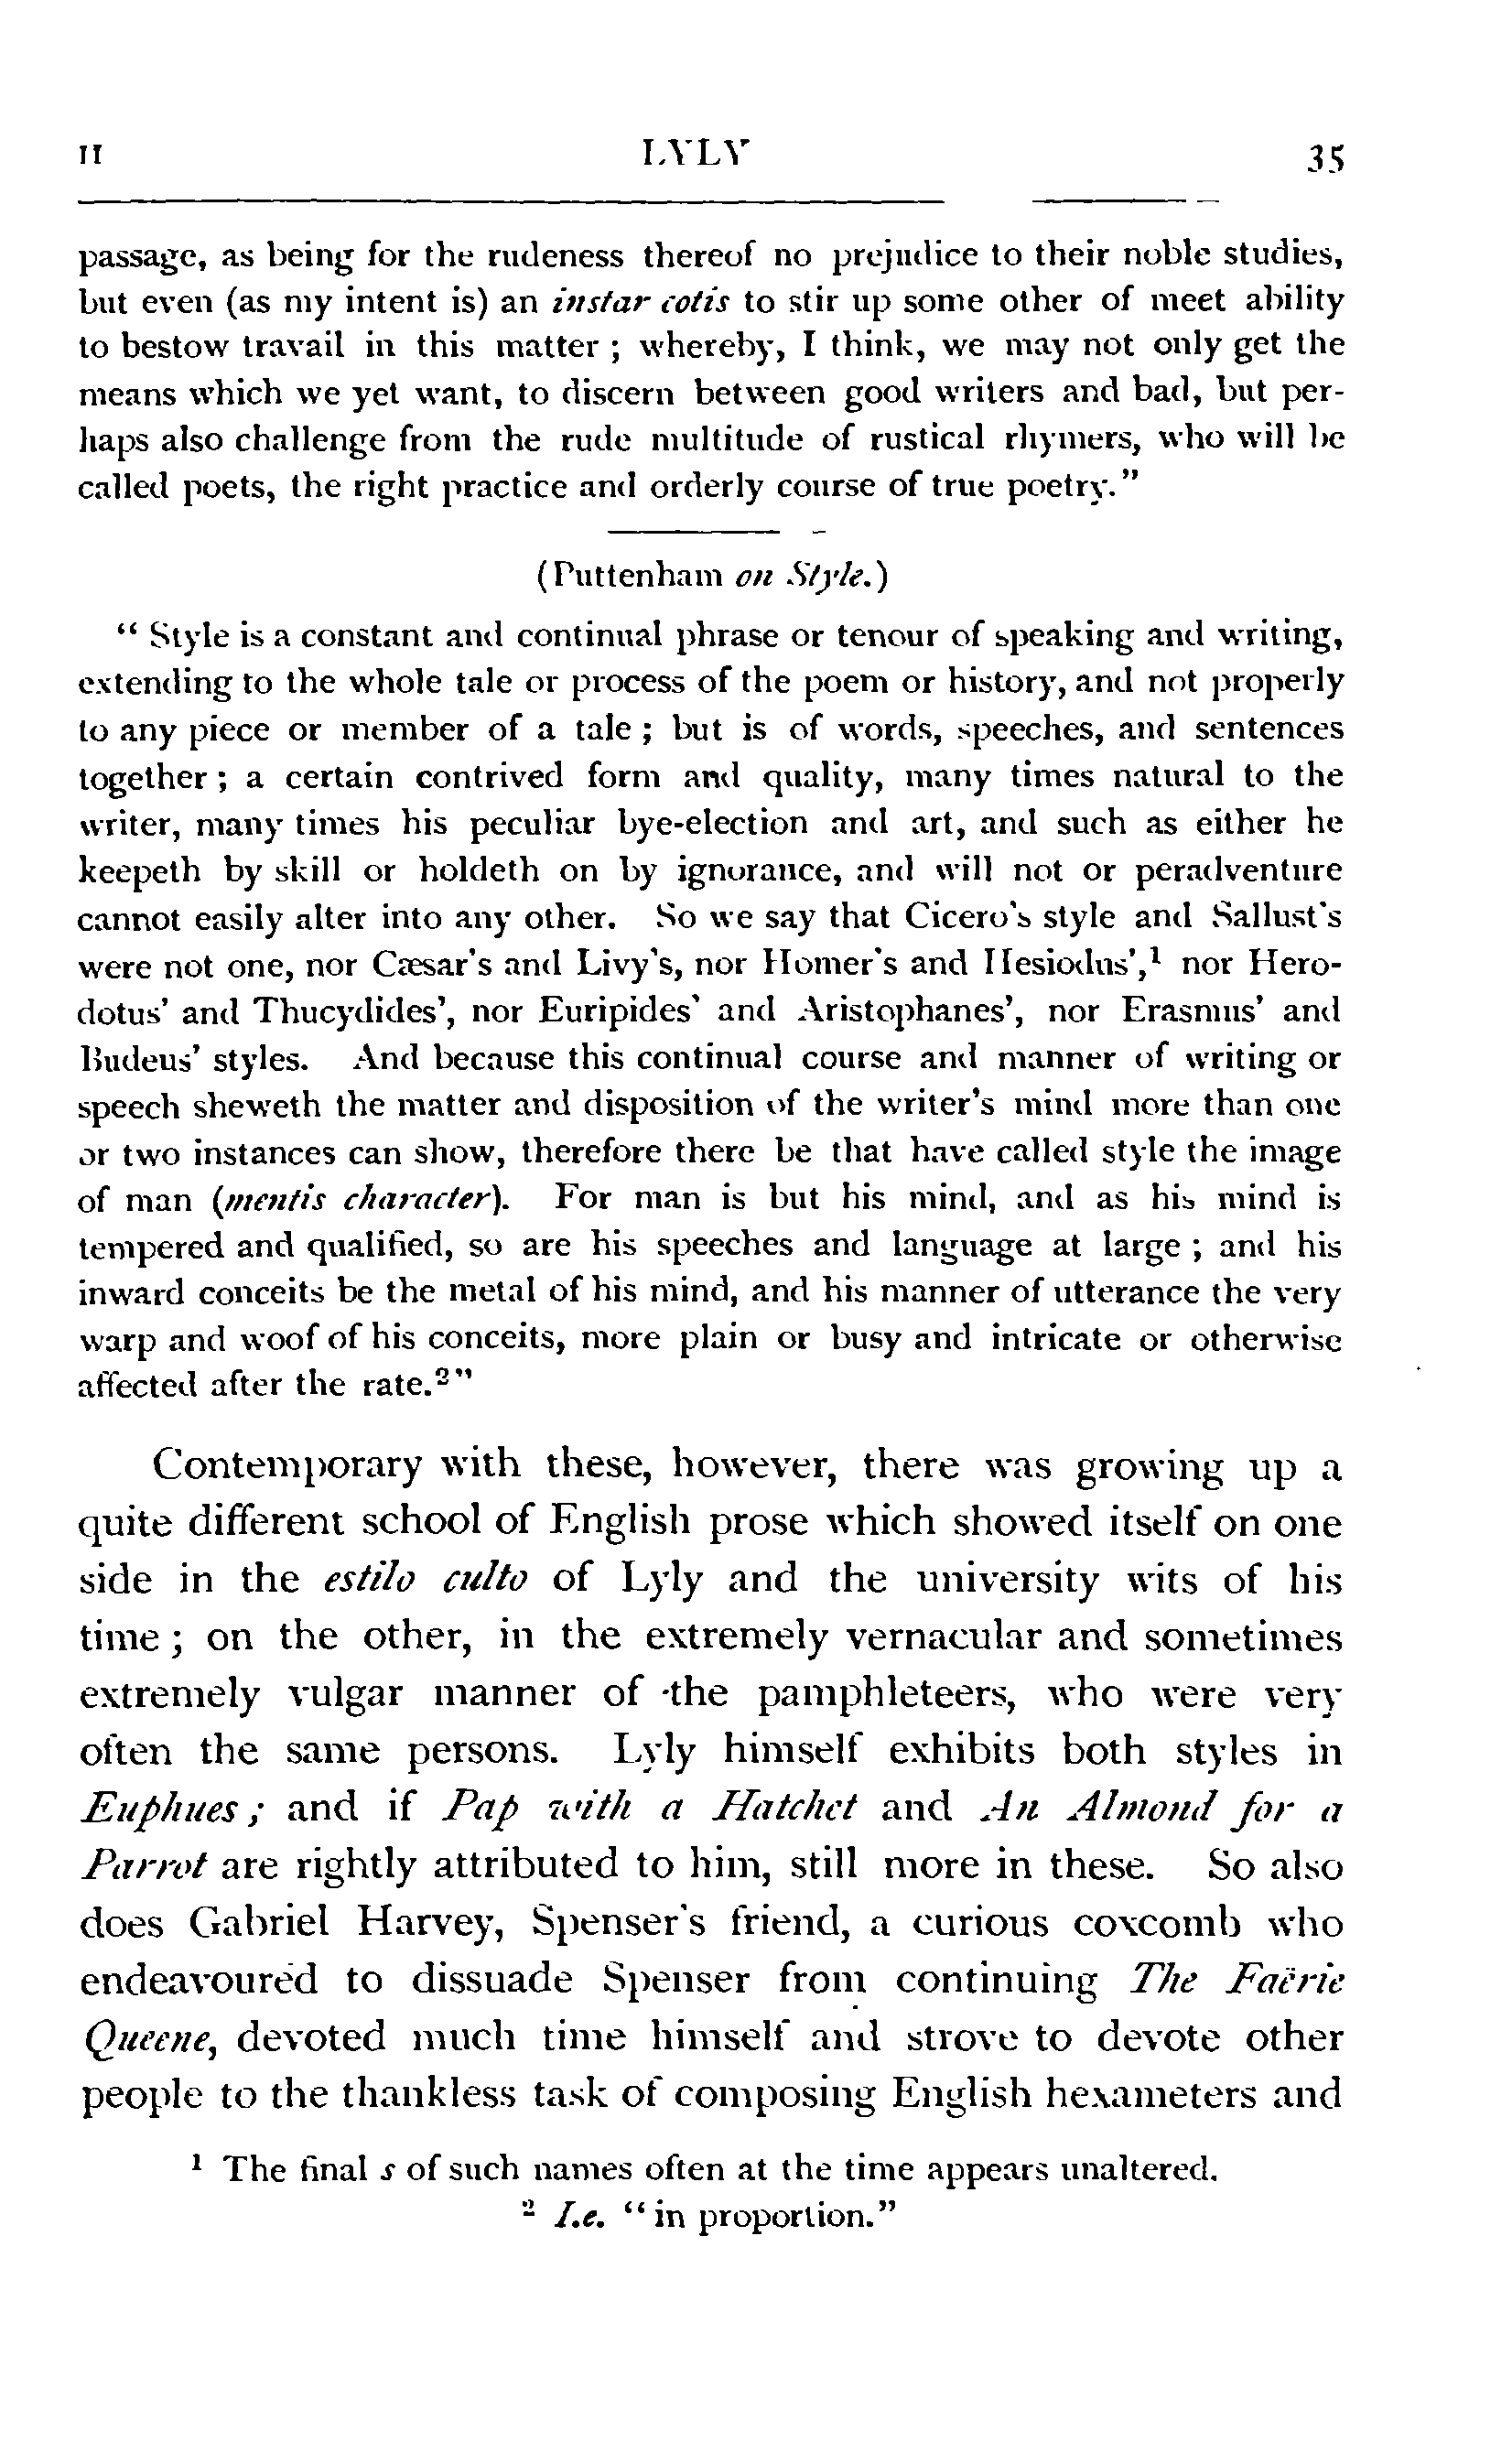 II LYLY 35
passage, as being for the rudeness thereof no prejudice to their noble studies,
but even (as my intent is) an instar cotis to stir up some other of meet ability
to bestow travail in this matter ; whereby, I think, we may not only get the
means which we yet want, to discern between good writers and bad, but per-
haps also challenge from the rude multitude of rustical rhymers, who will be
called poets, the right practice and orderly course of true poetry."
(Puttenham on Style.)
" Style is a constant and continual phrase or tenour of speaking and writing,
extending to the whole tale or process of the poem or history, and not properly
to any piece or member of a tale ; but is of words, speeches, and sentences
together ; a certain contrived form and quality, many times natural to the
writer, many times his peculiar bye-election and art, and such as either he
keepeth by skill or holdeth on by ignorance, and will not or peradventure
cannot easily alter into any other. So we say that Cicero's style and Sallust's
were not one, nor Cæsar's and Livy's, nor Homer's and Hesiodus',¹ nor Hero-
dotus' and Thucydides', nor Euripides' and Aristophanes', nor Erasmus' and
Budeus' styles. And because this continual course and manner of writing or
speech sheweth the matter and disposition of the writer's mind more than one
or two instances can show, therefore there be that have called style the image
of man (mentis character). For man is but his mind, and as his mind is
tempered and qualified, so are his speeches and language at large ; and his
inward conceits be the metal of his mind, and his manner of utterance the very
warp and woof of his conceits, more plain or busy and intricate or otherwise
affected after the rate.²"
Contemporary with these, however, there was growing up a
quite different school of English prose which showed itself on one
side in the estilo culto of Lyly and the university wits of his
time ; on the other, in the extremely vernacular and sometimes
extremely vulgar manner of the pamphleteers, who were very
often the same persons. Lyly himself exhibits both styles in
Euphues ; and if Pap with a Hatchet and An Almond for a
Parrot are rightly attributed to him, still more in these. So also
does Gabriel Harvey, Spenser's friend, a curious coxcomb who
endeavoured to dissuade Spenser from continuing The Faërie
Queene, devoted much time himself and strove to devote other
people to the thankless task of composing English hexameters and
¹ The final s of such names often at the time appears unaltered.
² I.e. " in proportion."